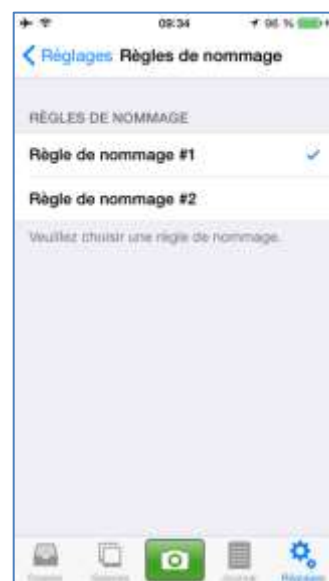 09:34 96 %
Réglages Règles de nommage
RÈGLES DE NOMMAGE
Règle de nommage #1
Règle de nommage #2
Veuillez choisir une règle de nommage.
Réglages